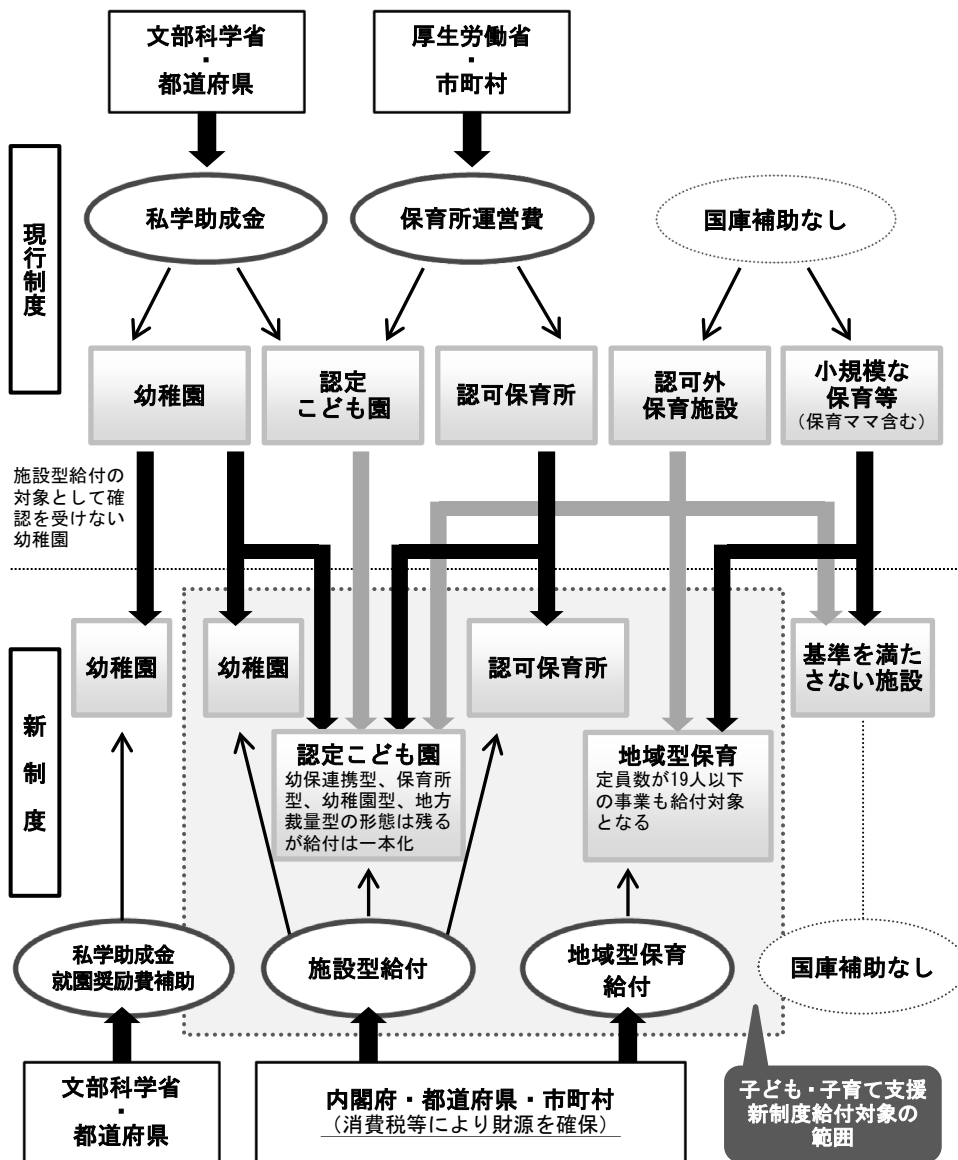 文部科学省
・
都道府県
厚生労働省
・
市町村
現行制度
私学助成金
保育所運営費
国庫補助なし
幼稚園
認定
こども園
認可保育所
認可外
保育施設
小規模な
保育等
(保育ママ含む)
施設型給付の
対象として確
認を受けない
幼稚園
新制度
幼稚園
幼稚園
認可保育所
基準を満た
さない施設
認定こども園
幼保連携型、保育所
型、幼稚園型、地方
裁量型の形態は残る
が給付は一本化
地域型保育
定員数が19人以下
の事業も給付対象
となる
私学助成金
就園奨励費補助
施設型給付
地域型保育
給付
国庫補助なし
文部科学省
・
都道府県
内閣府・都道府県・市町村
(消費税等により財源を確保)
子ども・子育て支援
新制度給付対象の
範囲